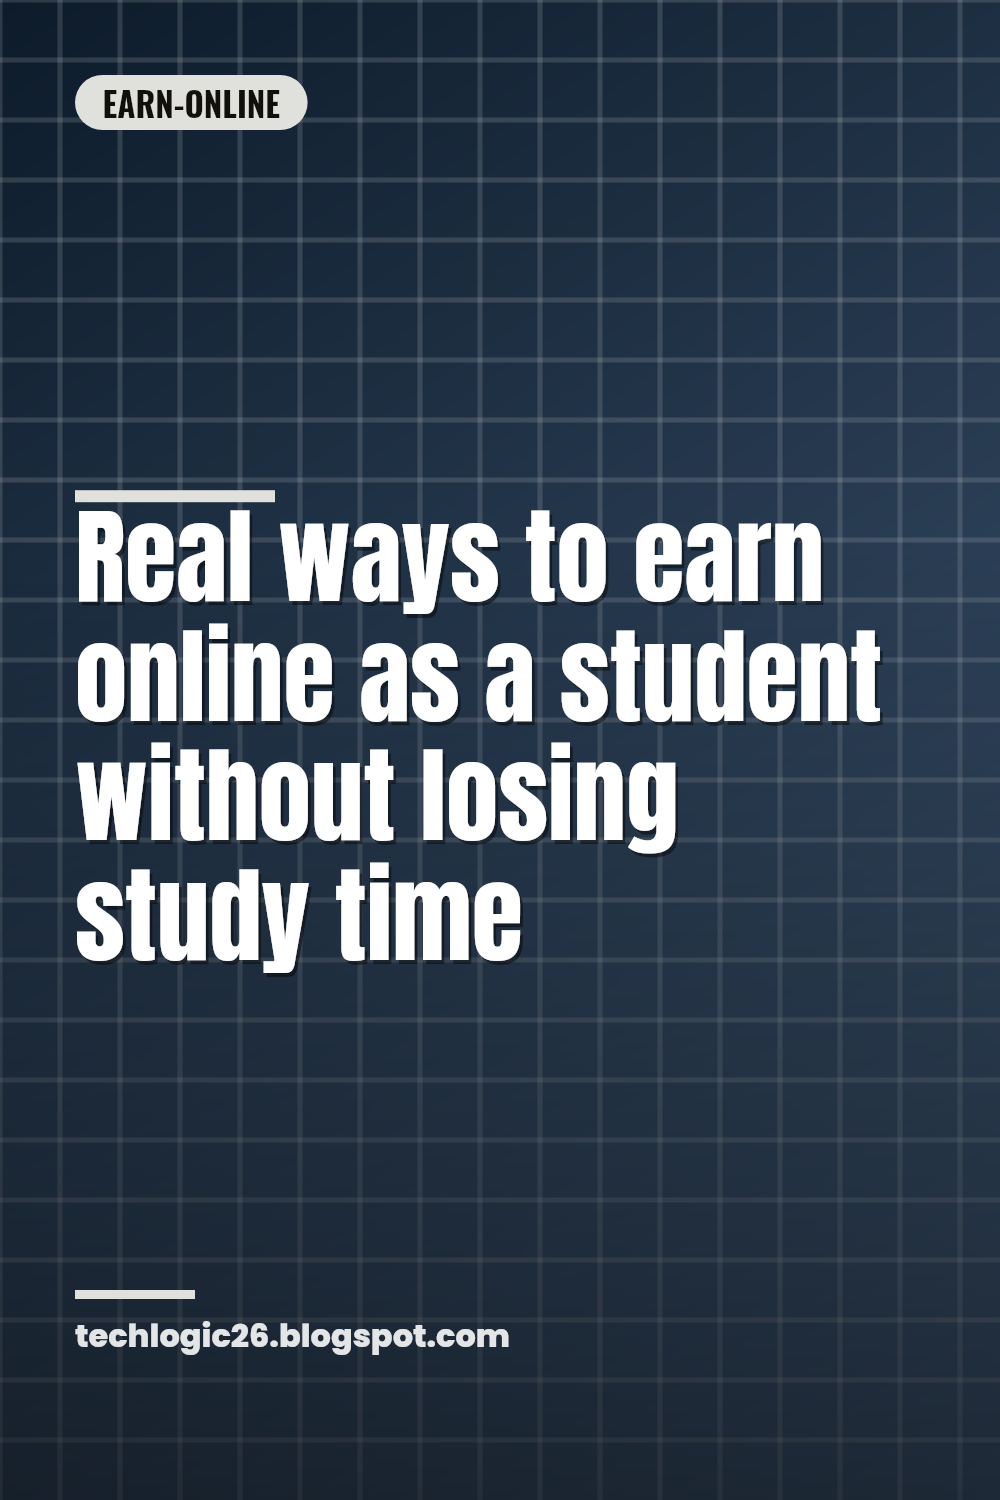 EARN-ONLINE
Real ways to earn
online as a student
without losing
study time
techlogic26.blogspot.com